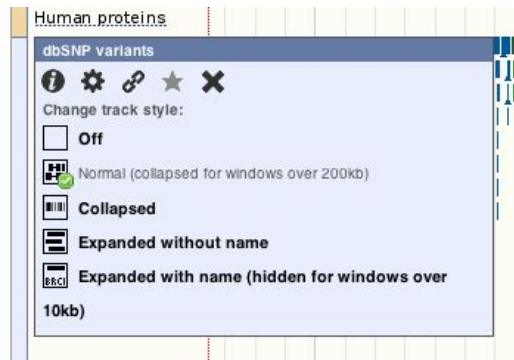 Human proteins
dbSNP variants
Change track style:
Off
Normal (collapsed for windows over 200kb)
Collapsed
Expanded without name
BRCI
Expanded with name (hidden for windows over
10kb)